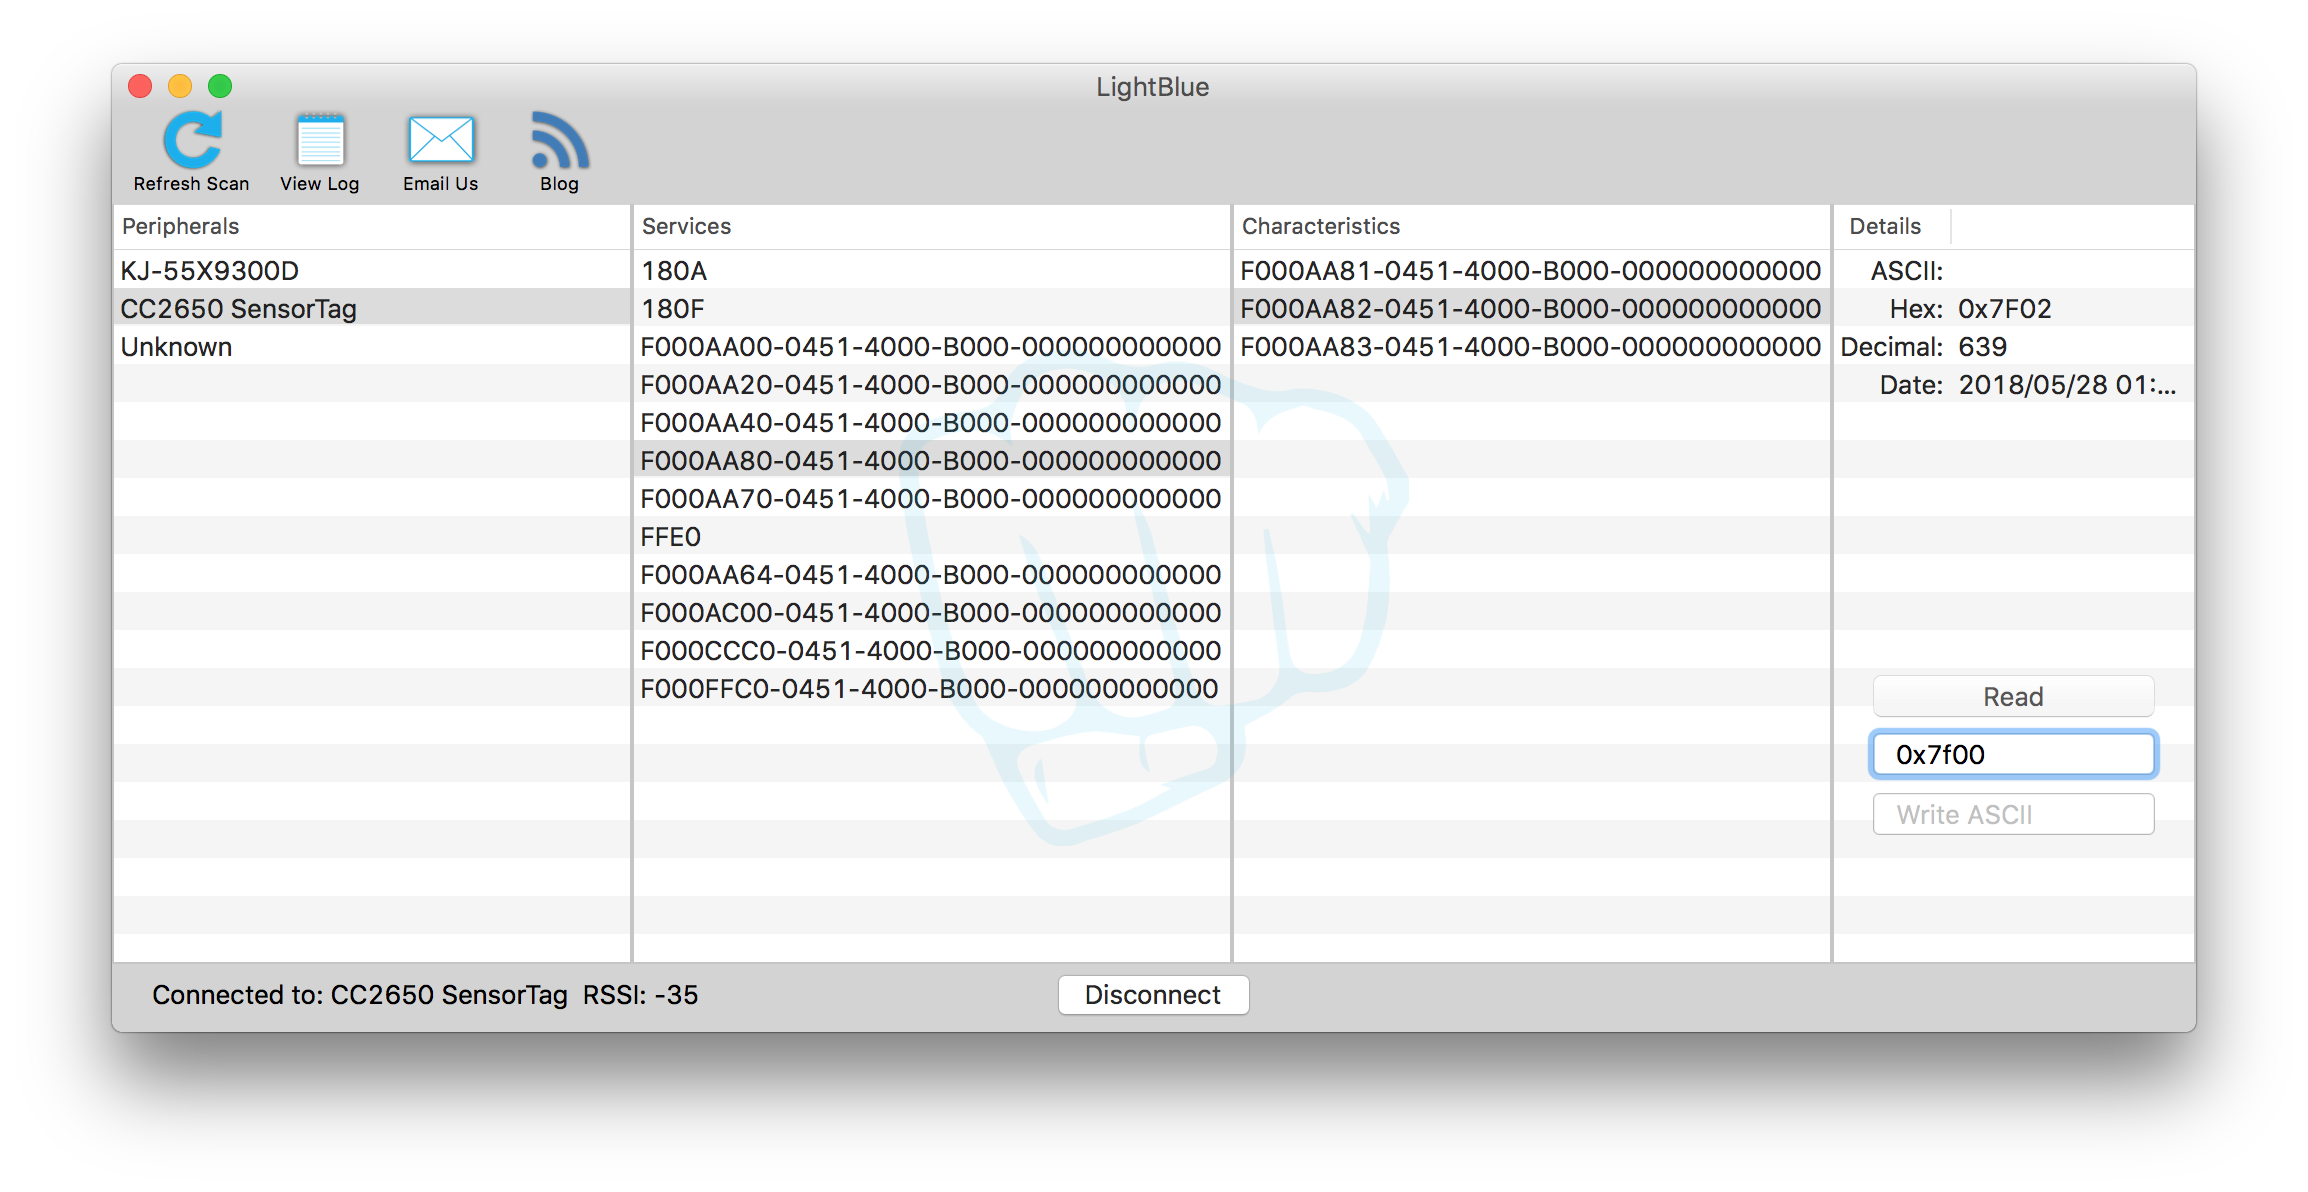 LightBlue
Refresh Scan
View Log
Email Us
Blog
Peripherals
KJ-55X9300D
CC2650 SensorTag
Unknown
Services
180A
180F
F000AA00-0451-4000-B000-000000000000
F000AA20-0451-4000-B000-000000000000
F000AA40-0451-4000-B000-000000000000
F000AA80-0451-4000-B000-000000000000
F000AA70-0451-4000-B000-000000000000
FFE0
F000AA64-0451-4000-B000-000000000000
F000AC00-0451-4000-B000-000000000000
F000CCC0-0451-4000-B000-000000000000
F000FFC0-0451-4000-B000-000000000000
Characteristics
F000AA81-0451-4000-B000-000000000000
F000AA82-0451-4000-B000-000000000000
F000AA83-0451-4000-B000-000000000000
Details
ASCII:
Hex: 0x7F02
Decimal: 639
Date: 2018/05/28 01:...
Read
0x7f00
Write ASCII
Connected to: CC2650 SensorTag RSSI: -35
Disconnect